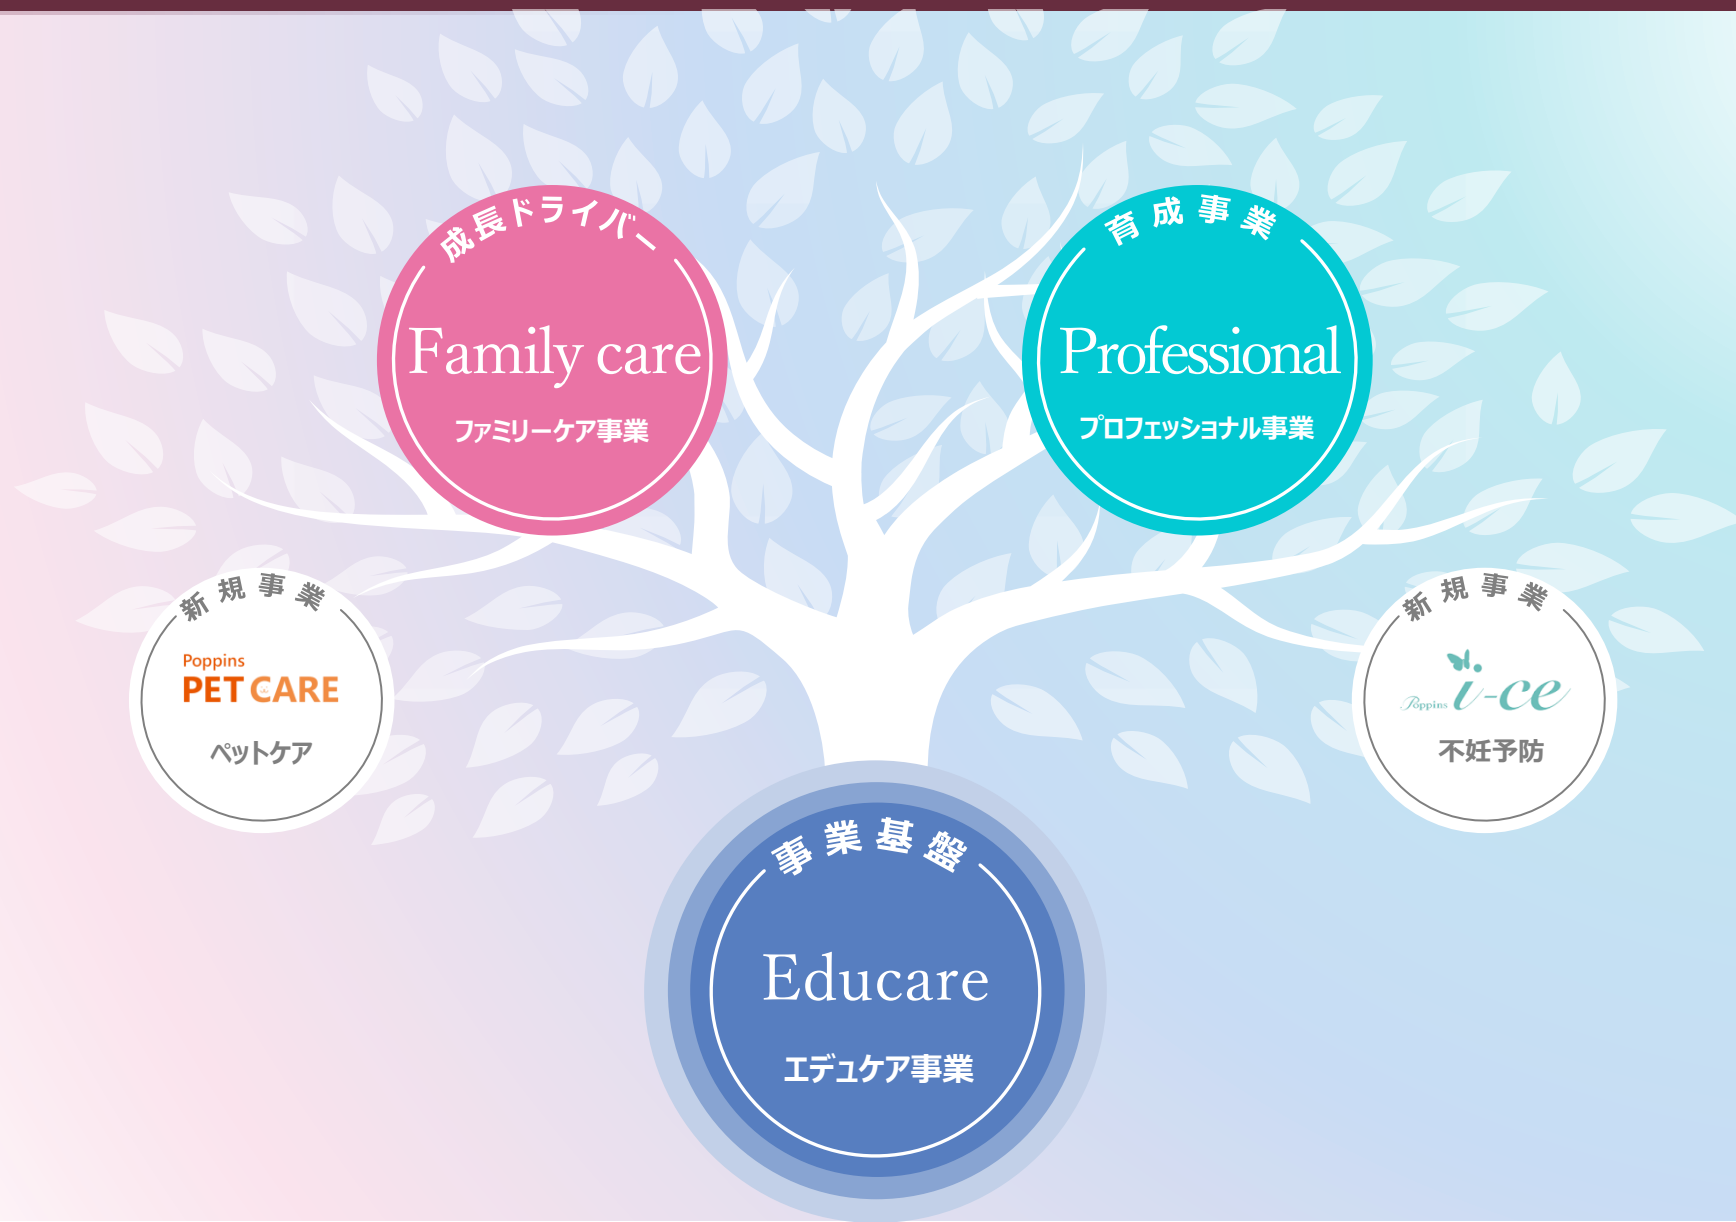 成長ドライバー
Family care
ファミリーケア事業
育成事業
Professional
プロフェッショナル事業
新規事業
Poppins
PET CARE
ペットケア
新規事業
Poppins i-ce
不妊予防
事業基盤
Educare
エデュケア事業